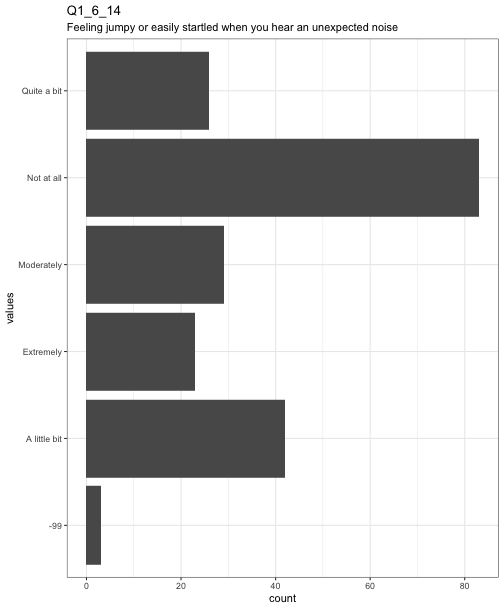 Q1_6_14
Feeling jumpy or easily startled when you hear an unexpected noise
Quite a bit
Not at all
Moderately
Extremely
A little bit
-99
values
0 20 40 60 80
count